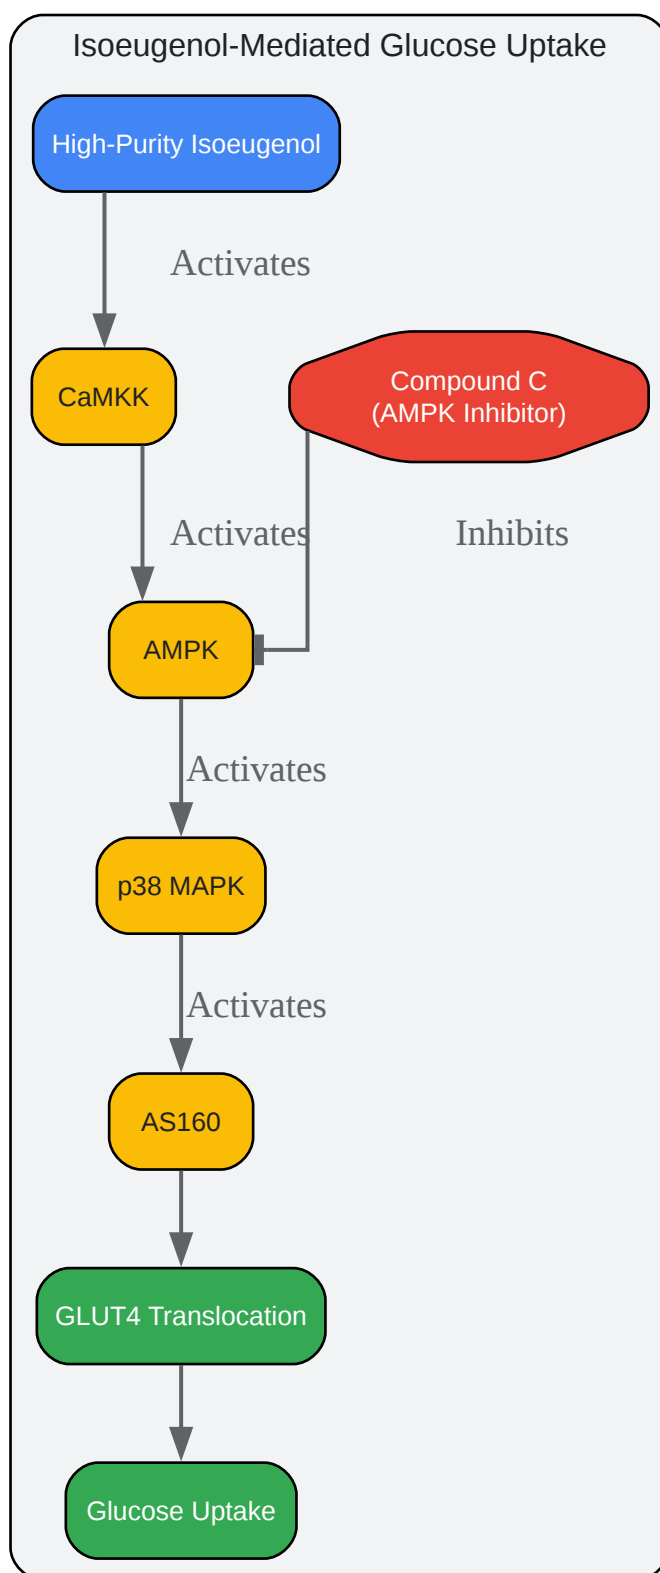 Isoeugenol-Mediated Glucose Uptake
High-Purity Isoeugenol
Activates
CaMKK
Compound C
(AMPK Inhibitor)
Activates
Inhibits
AMPK
Activates
p38 MAPK
Activates
AS160
GLUT4 Translocation
Glucose Uptake